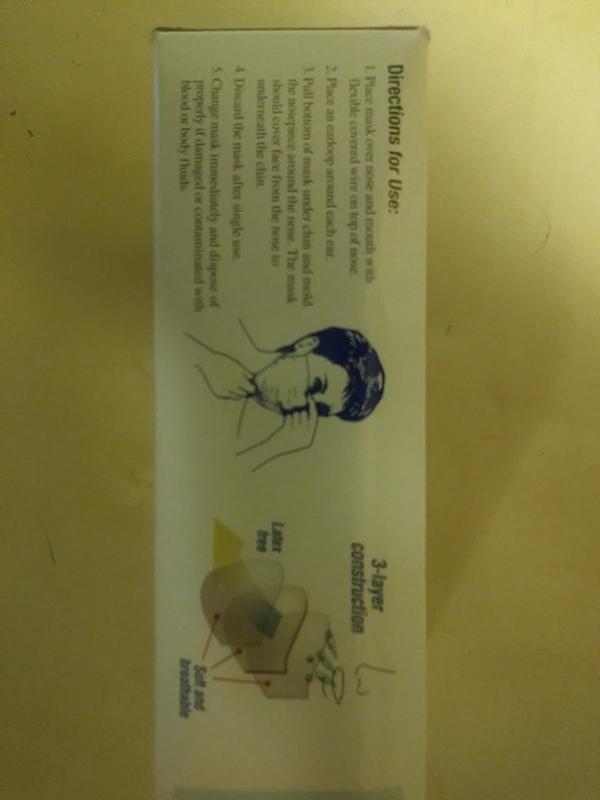 Directions for Use:
1. Place mask over nose and mouth with
flexible covered wire on top of nose.
2. Place an earloop around each ear.
3. Pull bottom of mask under chin and mold
the nosepiece around the nose. The mask
should cover face from the nose to
underneath the chin.
4. Discard the mask after single use.
5. Change mask immediately and dispose of
properly if damaged or contaminated with
blood or body fluids.
3-layer
construction
Latex
free
Soft and
breathable